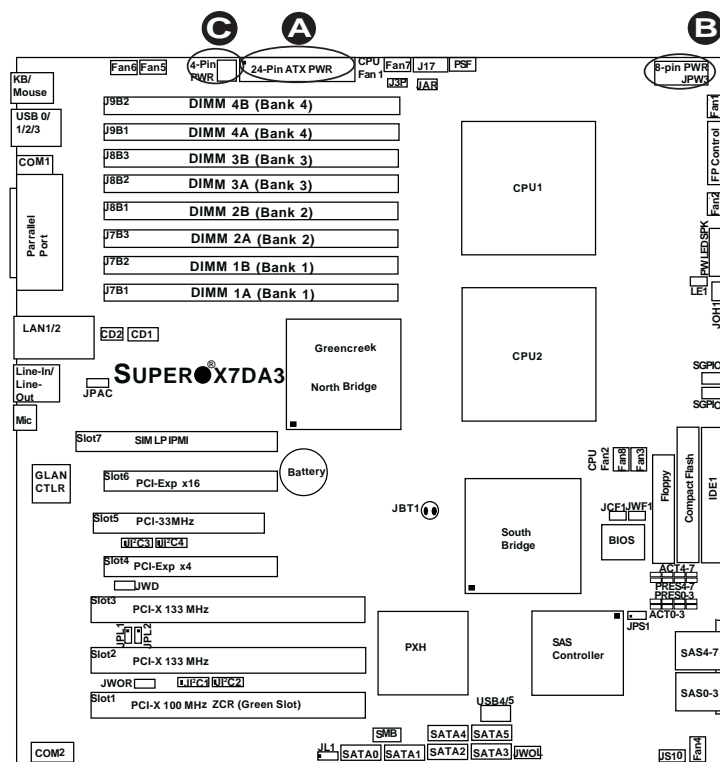 C
A
B
Fan6 Fan5
4-Pin PWR
24-Pin ATX PWR
CPU Fan 1
Fan7
J17
PSF
8-pin PWR JPW3
KB/ Mouse
J3P
JAR
Fan1
USB 0/ 1/2/3
J9B2 DIMM 4B (Bank 4)
J9B1 DIMM 4A (Bank 4)
FP Control
COM1
J8B3 DIMM 3B (Bank 3)
J8B2 DIMM 3A (Bank 3)
CPU1
Fan2
Parrallel Port
J8B1 DIMM 2B (Bank 2)
J7B3 DIMM 2A (Bank 2)
PWLEDSPK
J7B2 DIMM 1B (Bank 1)
LE1
J7B1 DIMM 1A (Bank 1)
JOH1
LAN1/2
CD2 CD1
Greencreek
North Bridge
CPU2
SUPER®X7DA3
Line-In/ Line- Out
JPAC
SGPIO
SGPIO
Mic
Slot7 SIMLP IPMI
GLAN CTLR
Slot6 PCI-Exp x16
Battery
CPU Fan2
Fan8
Fan3
Floppy
Compact Flash
IDE1
Slot5 PCI-33MHz
JBT1
JCF1 JWF1
South Bridge
BIOS
JI²C3 JI²C4
Slot4 PCI-Exp x4
JWD
ACT4-7
PRES4-7
PRES0-3
ACT0-3
Slot3 PCI-X 133 MHz
JPS1
JPL1
JPL2
PXH
SAS Controller
Slot2 PCI-X 133 MHz
SAS4-7
JWOR
JI²C1 JI²C2
SAS0-3
Slot1 PCI-X 100 MHz ZCR (Green Slot)
USB4/5
SMB
SATA4 SATA5
COM2
JL1
SATA0 SATA1 SATA2 SATA3
JWOL
JS10
Fan4